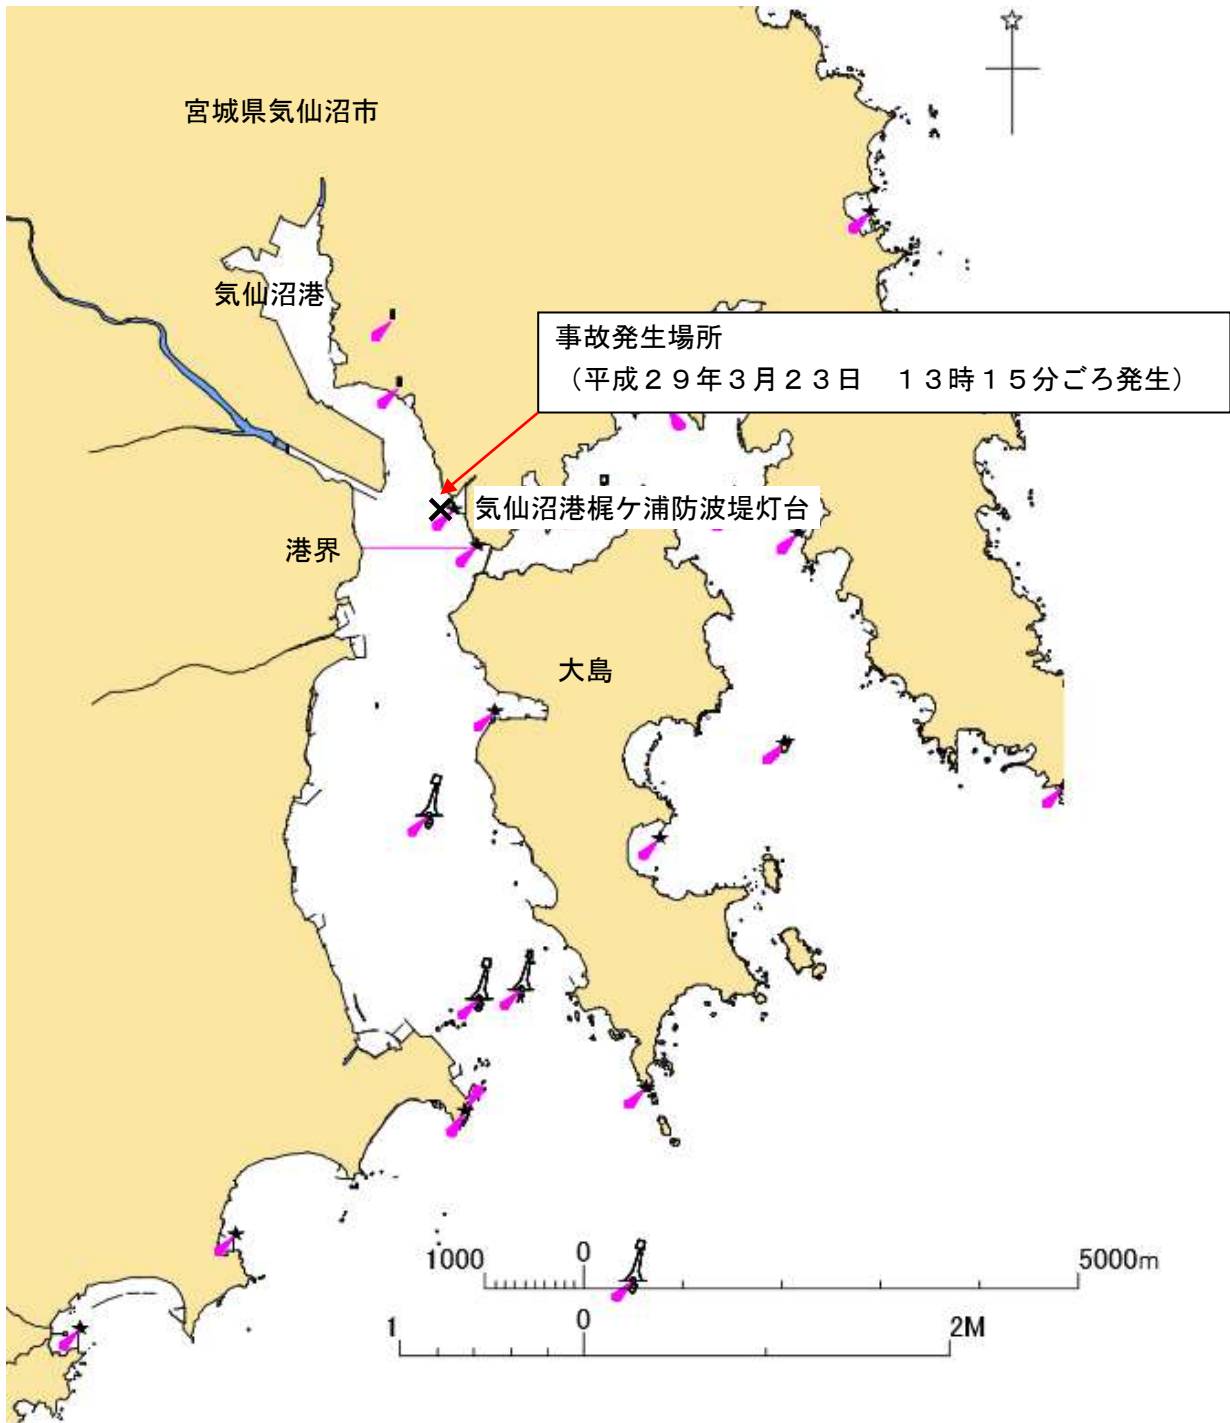 宮城県気仙沼市
気仙沼港
事故発生場所
（平成２９年３月２３日　１３時１５分ごろ発生）
気仙沼港梶ケ浦防波堤灯台
港界
大島
1000 0 5000m
1 0 2M